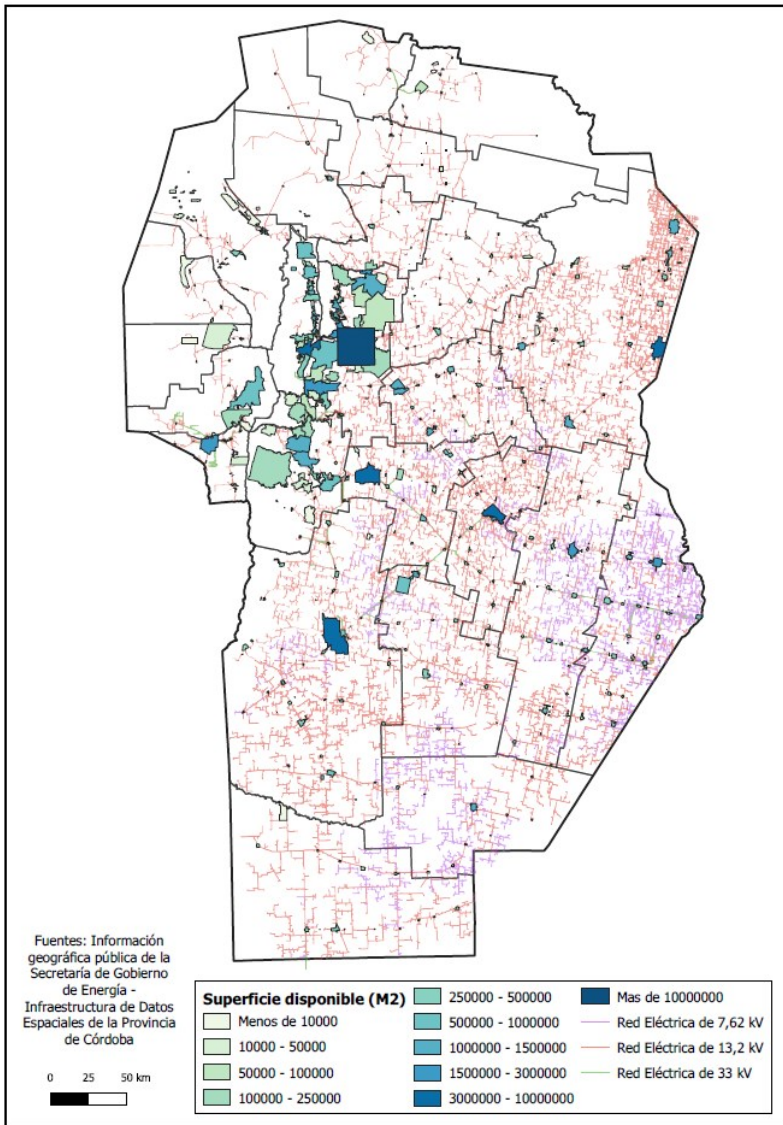 Fuentes: Información
geográfica pública de la
Secretaría de Gobierno
de Energía -
Infraestructura de Datos
Espaciales de la Provincia
de Córdoba
0 25 50 km
Superficie disponible (M2)
Menos de 10000
10000 - 50000
50000 - 100000
100000 - 250000
250000 - 500000
500000 - 1000000
1000000 - 1500000
1500000 - 3000000
3000000 - 10000000
Mas de 10000000
Red Eléctrica de 7,62 kV
Red Eléctrica de 13,2 kV
Red Eléctrica de 33 kV